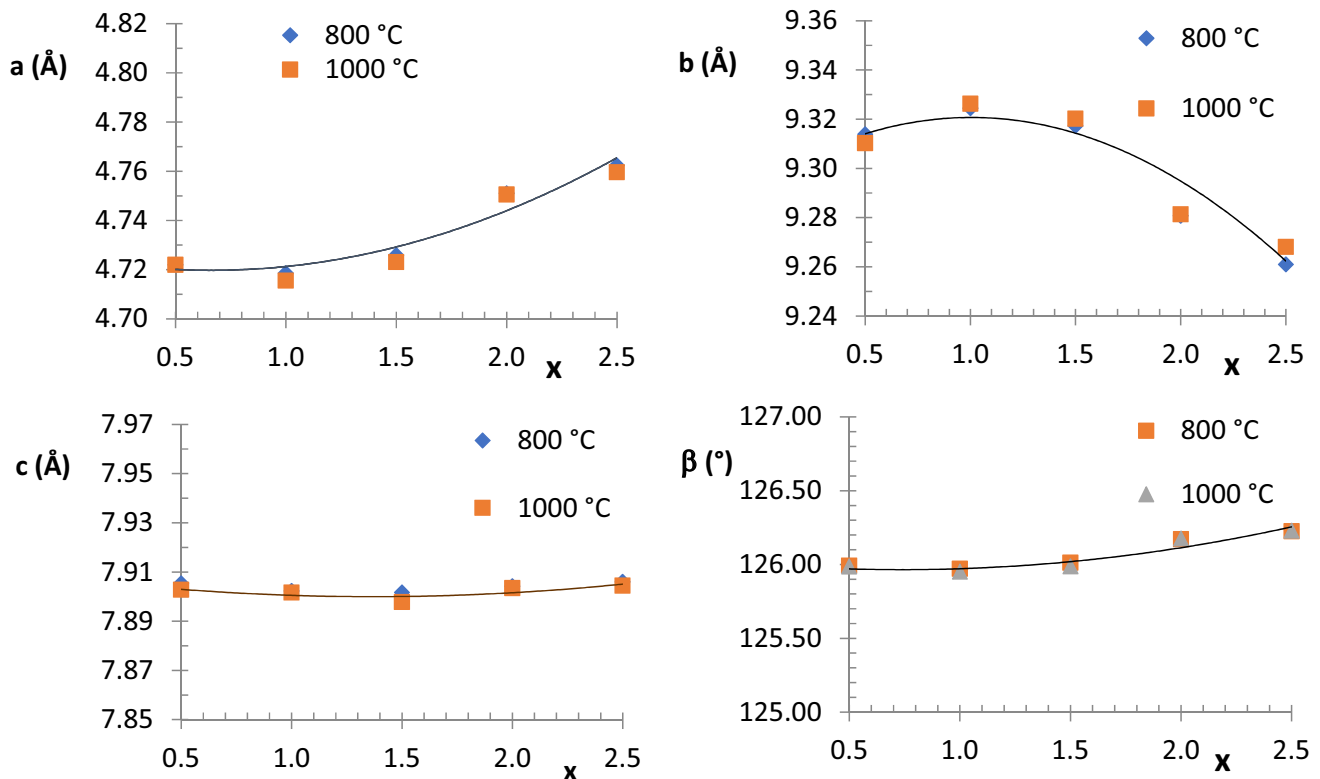 4.82
800 °C
a (Å)
4.80
1000 °C
4.78
4.76
4.74
4.72
4.70
0.5 1.0 1.5 2.0 2.5
x
9.36
800 °C
b (Å)
9.34
1000 °C
9.32
9.30
9.28
9.26
9.24
0.5 1.0 1.5 2.0 2.5
x
7.97
800 °C
c (Å)
7.95
1000 °C
7.93
7.91
7.89
7.87
7.85
0.5 1.0 1.5 2.0 2.5
x
127.00
800 °C
β (°)
126.50
1000 °C
126.00
125.50
125.00
0.5 1.0 1.5 2.0 2.5
x